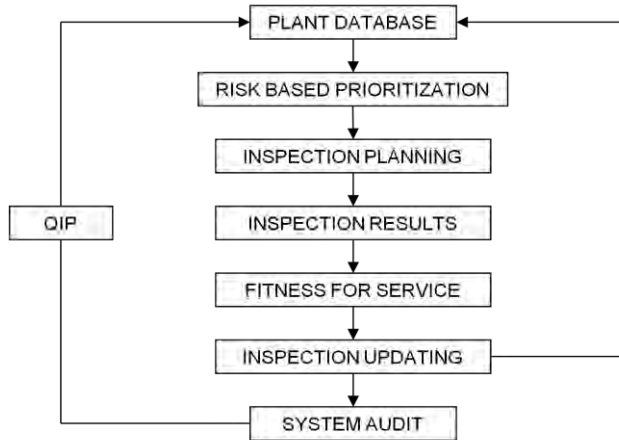 PLANT DATABASE
RISK BASED PRIORITIZATION
INSPECTION PLANNING
QIP
INSPECTION RESULTS
FITNESS FOR SERVICE
INSPECTION UPDATING
SYSTEM AUDIT